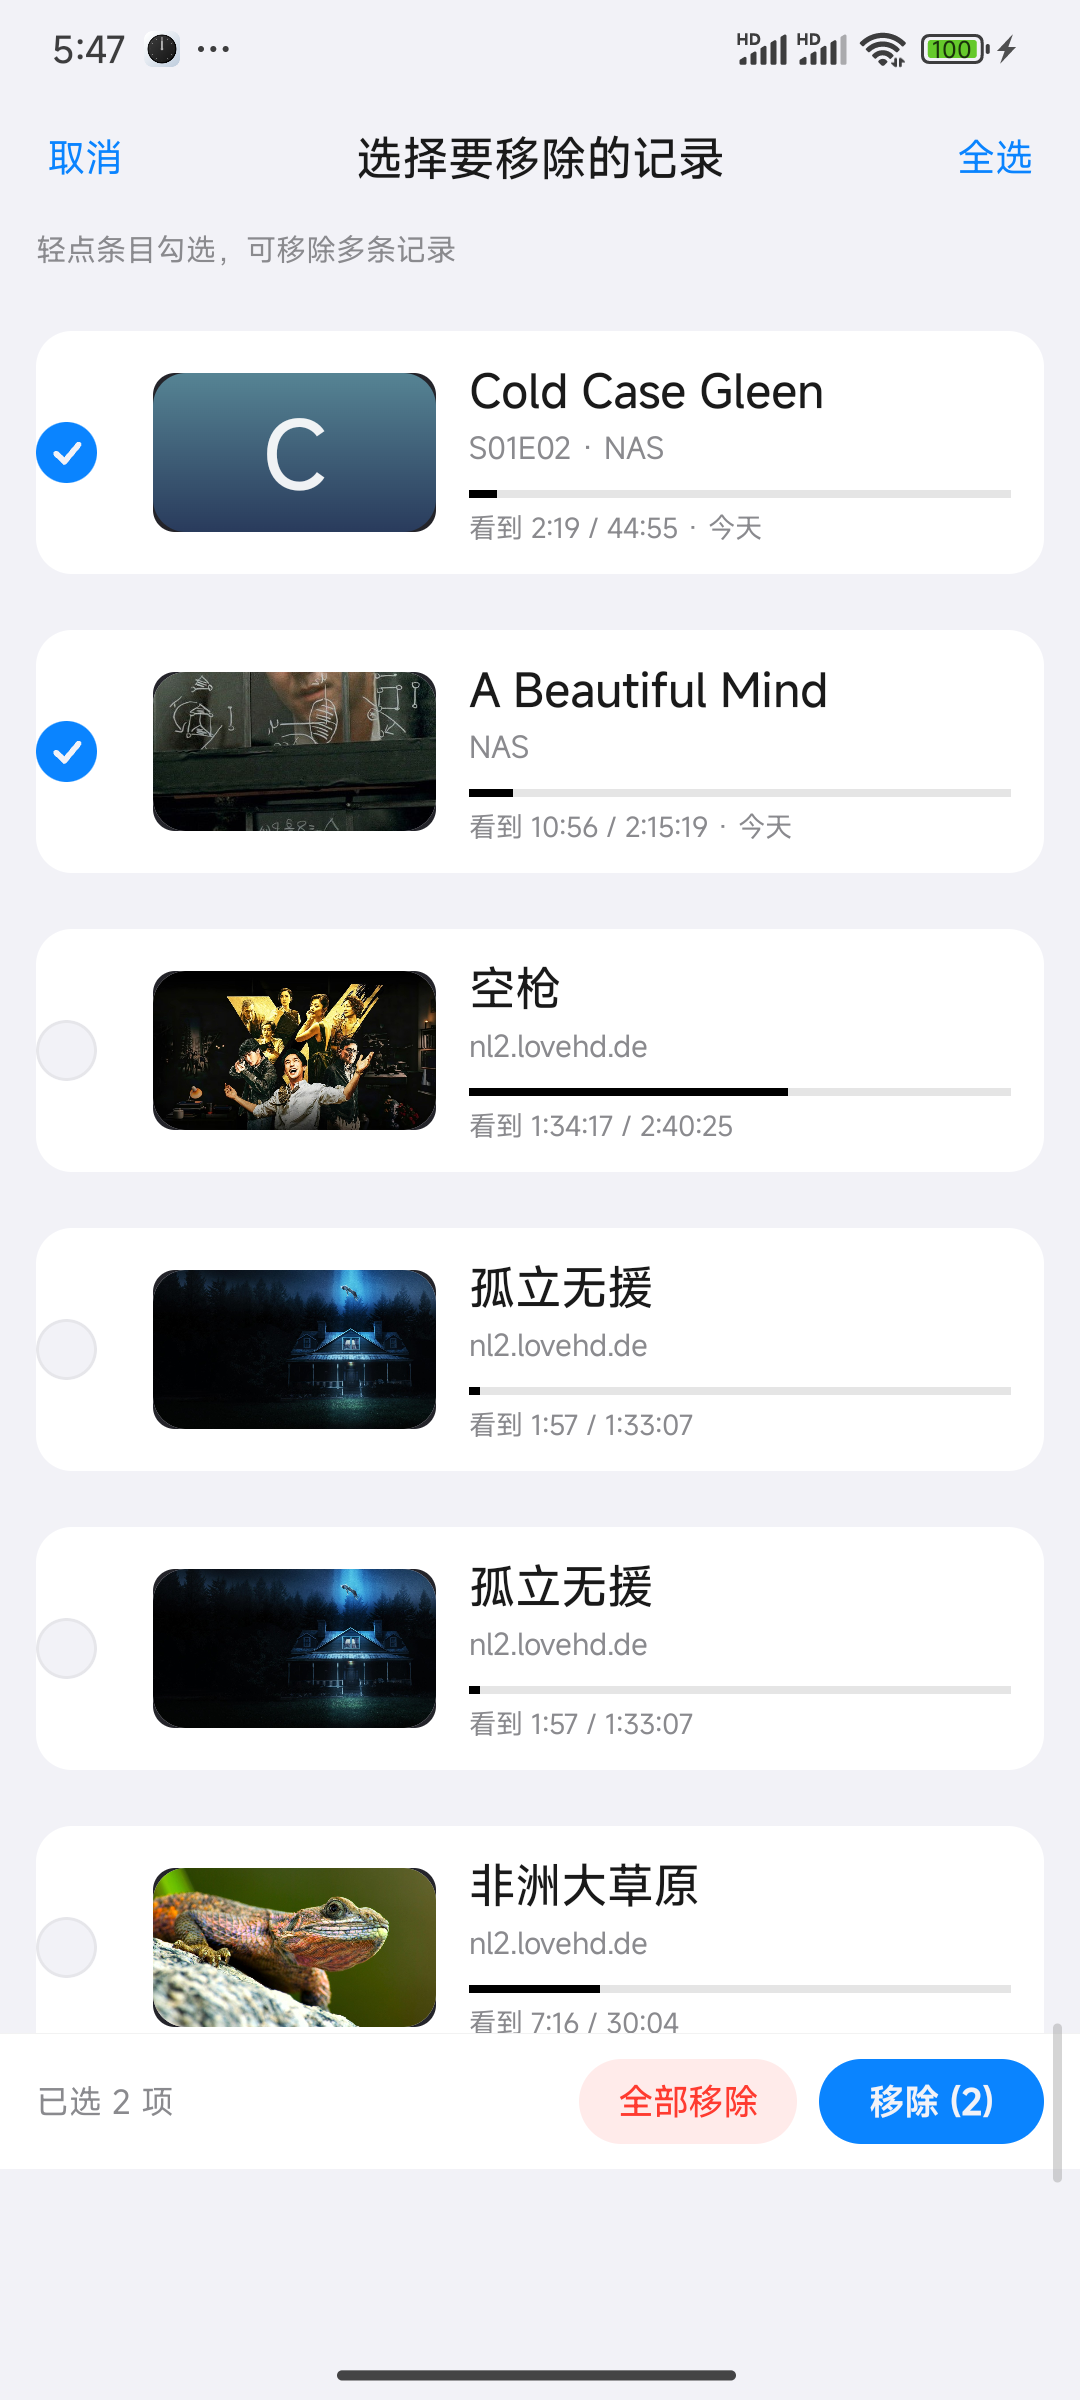 5:47
HD HD 100
取消 选择要移除的记录 全选
轻点条目勾选，可移除多条记录
C
Cold Case Gleen
S01E02 · NAS
看到 2:19 / 44:55 · 今天
A Beautiful Mind
NAS
看到 10:56 / 2:15:19 · 今天
空枪
nl2.lovehd.de
看到 1:34:17 / 2:40:25
孤立无援
nl2.lovehd.de
看到 1:57 / 1:33:07
孤立无援
nl2.lovehd.de
看到 1:57 / 1:33:07
非洲大草原
nl2.lovehd.de
看到 7:16 / 30:04
已选 2 项 全部移除 移除 (2)